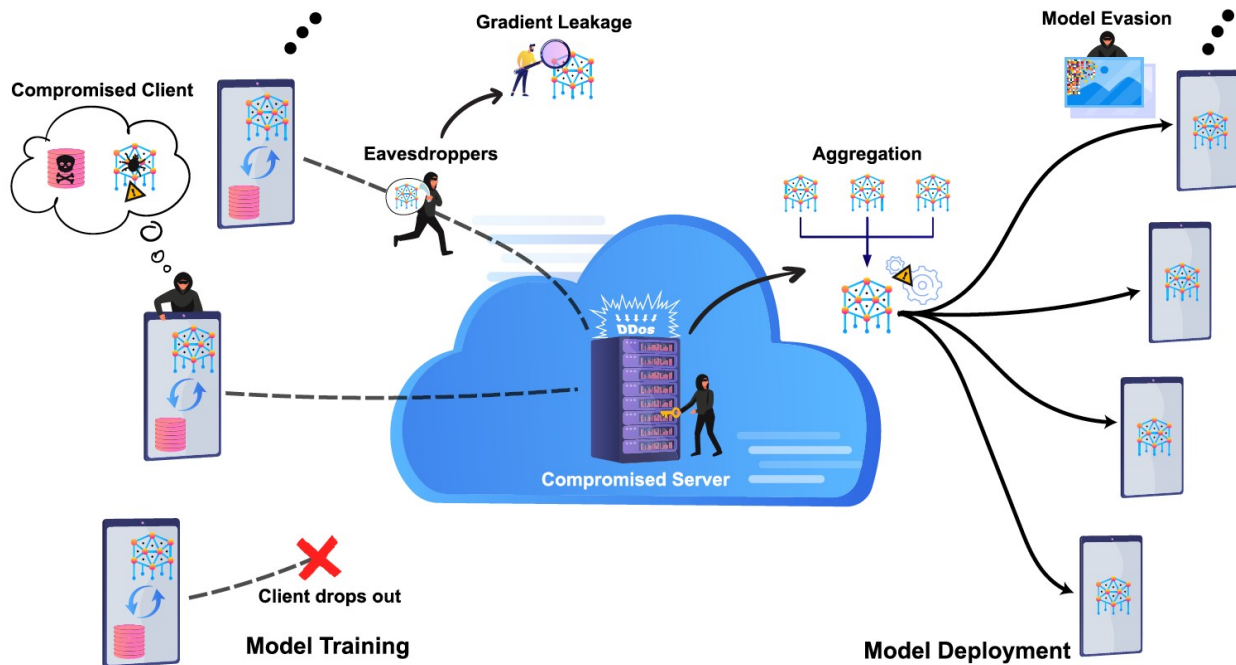 Gradient Leakage
Model Evasion
Compromised Client
Eavesdroppers
Aggregation
DDos
Compromised Server
Client drops out
Model Training
Model Deployment